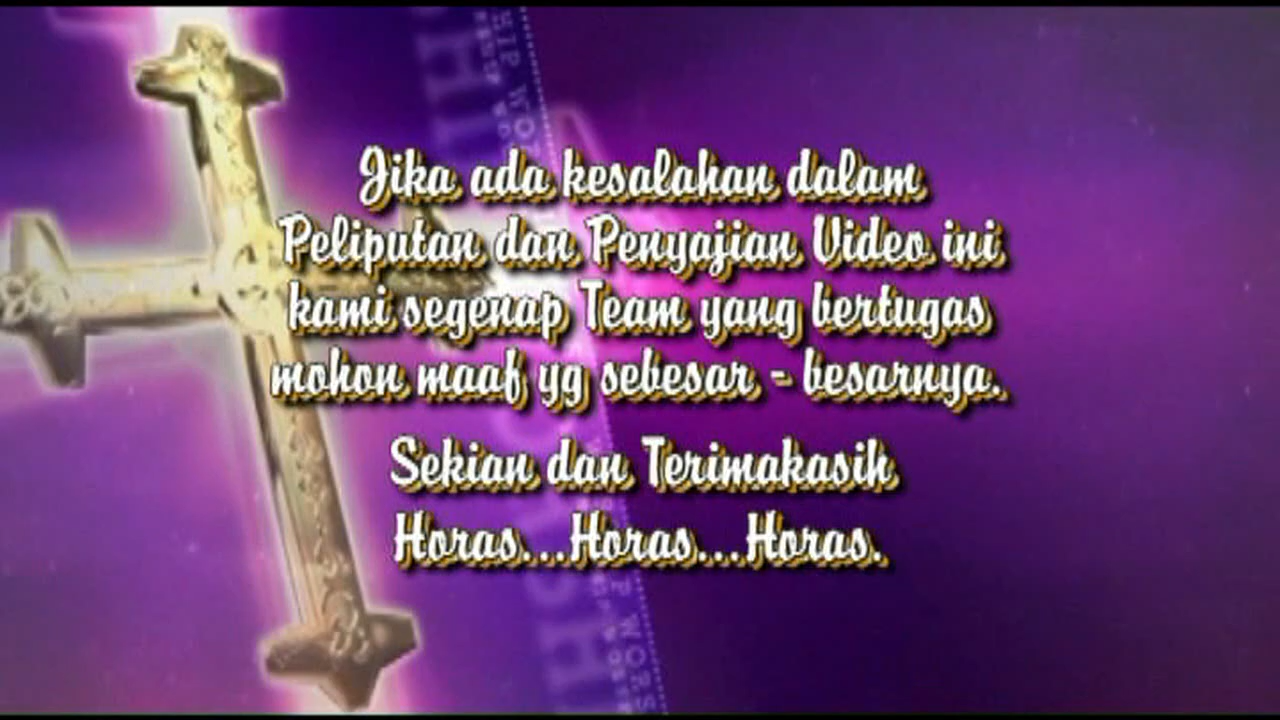 Jika ada kesalahan dalam
Peliputan dan Penyajian Video ini
kami segenap Team yang bertugas
mohon maaf yg sebesar - besarnya.
Sekian dan Terimakasih
Horas...Horas...Horas.